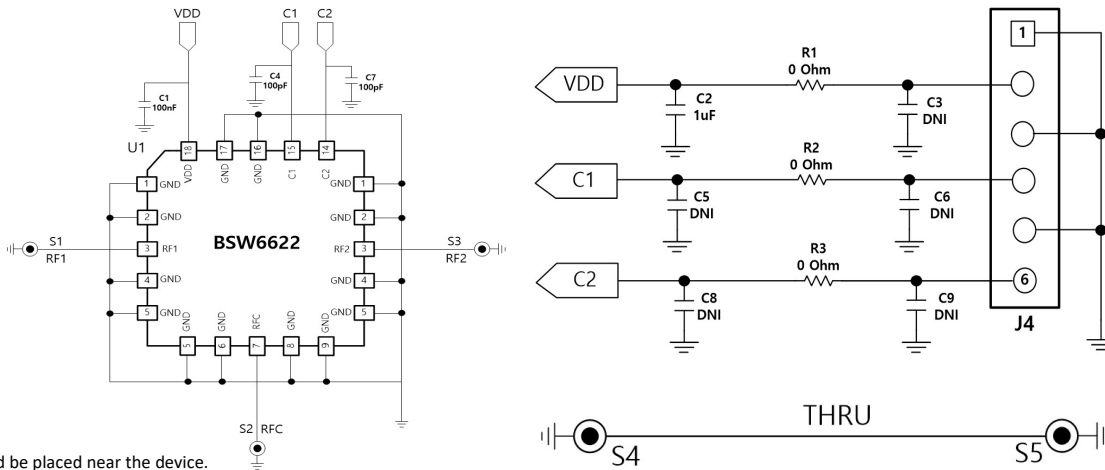 VDD C1 C2
C4
100pF
C7
100pF
C1
100nF
U1
18 17 16 15 14
VDD GND GND C1 C2
1 GND GND 1
2 GND GND 2
BSW6622
S1 3 RF1 RF2 3 S3
RF1 RF2
4 GND GND 4
5 GND GND 5
GND GND RFC GND GND
5 6 7 8 9
S2 RFC
d be placed near the device.
1
R1
0 Ohm
VDD
C2
1uF
C3
DNI
R2
0 Ohm
C1
C5
DNI
C6
DNI
R3
0 Ohm
C2
6
C8
DNI
C9
DNI
J4
THRU
S4 S5